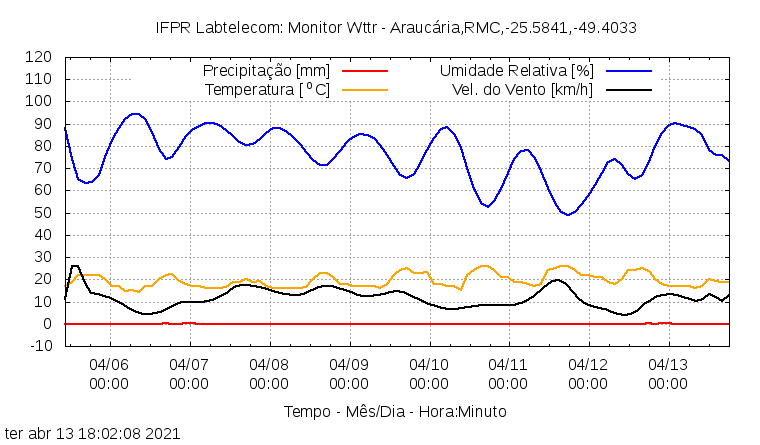 IFPR Labtelecom: Monitor Wttr - Araucária,RMC,-25.5841,-49.4033
Precipitação [mm]
Umidade Relativa [%]
Temperatura [⁰C]
Vel. do Vento [km/h]
120
110
100
90
80
70
60
50
40
30
20
10
0
-10
04/06 04/07 04/08 04/09 04/10 04/11 04/12 04/13
00:00 00:00 00:00 00:00 00:00 00:00 00:00 00:00
Tempo - Mês/Dia - Hora:Minuto
ter abr 13 18:02:08 2021